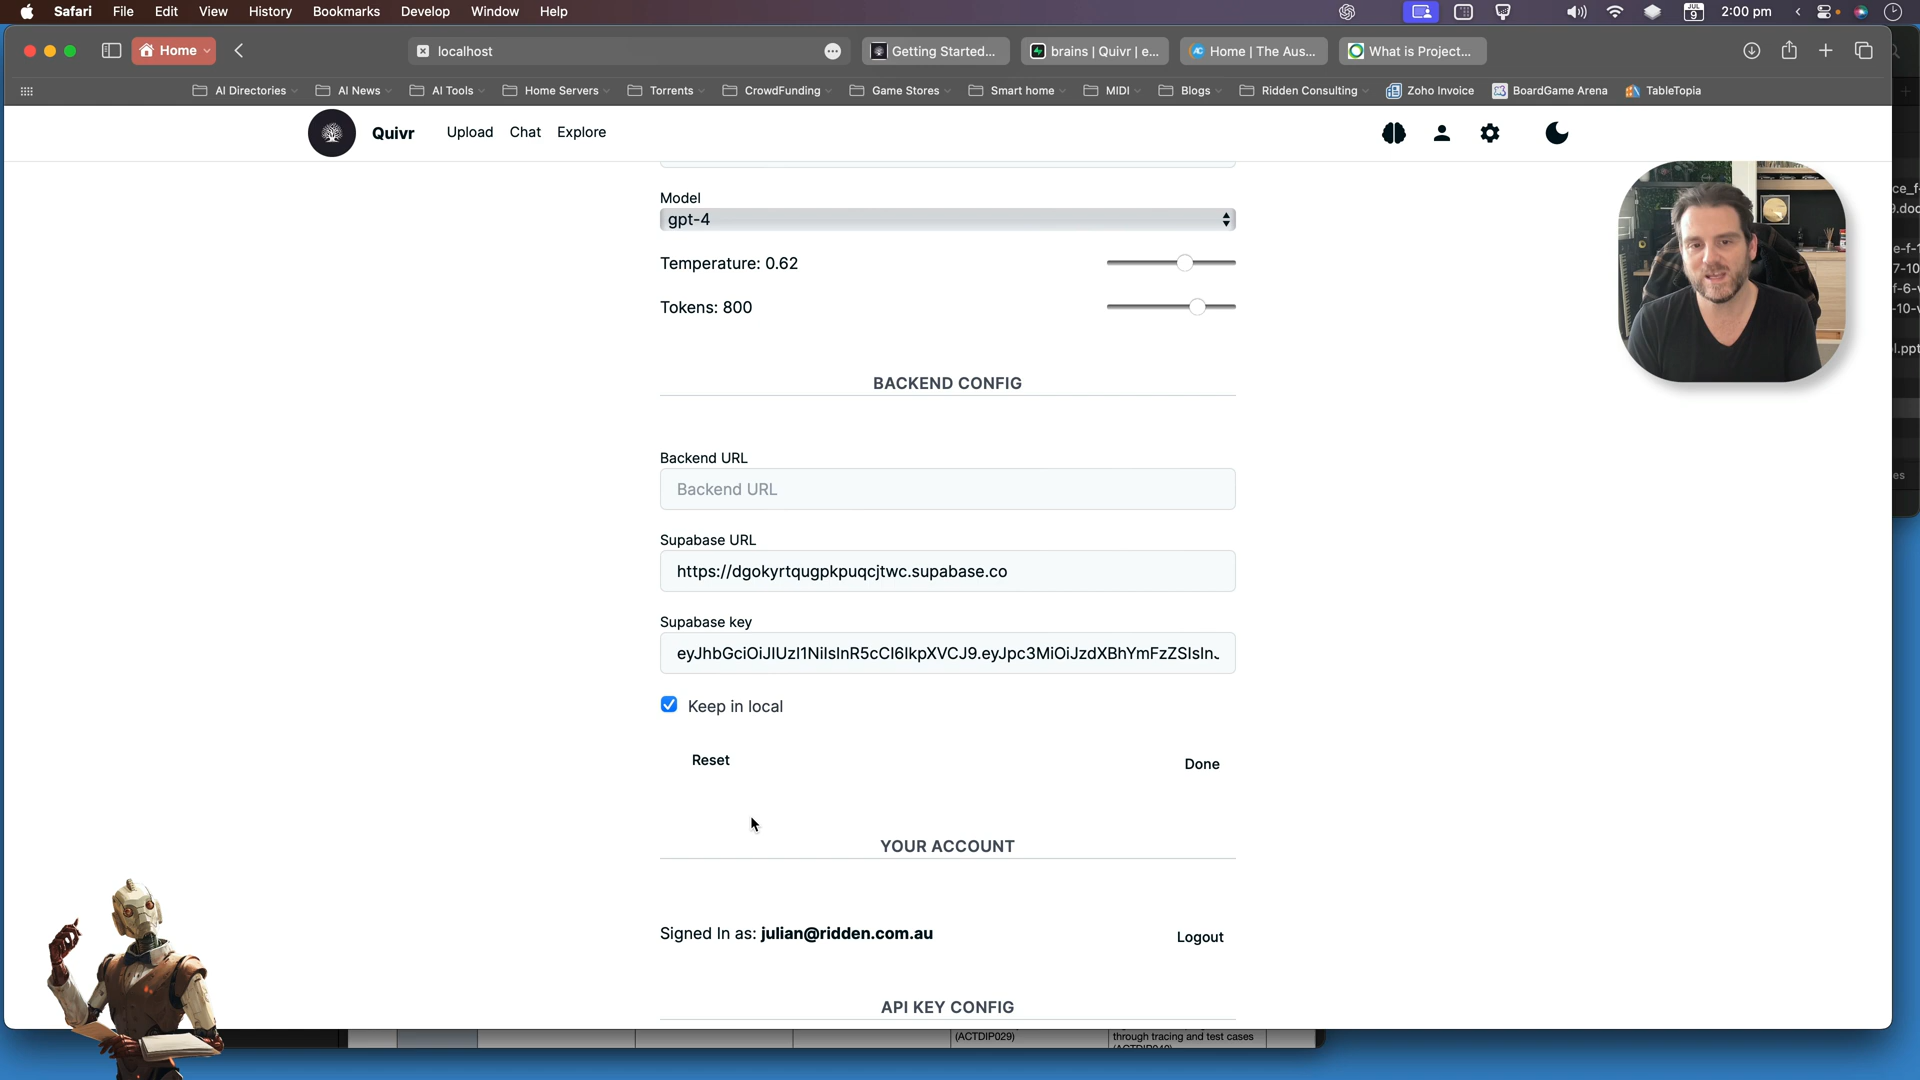 Safari File Edit View History Bookmarks Develop Window Help
JUL 9 2:00 pm
Home localhost Getting Started... brains | Quivr | e... Home | The Aus... What is Project...
AI Directories AI News AI Tools Home Servers Torrents CrowdFunding Game Stores Smart home MIDI Blogs Ridden Consulting Zoho Invoice BoardGame Arena TableTopia
Quivr Upload Chat Explore
Model
gpt-4
Temperature: 0.62
Tokens: 800
BACKEND CONFIG
Backend URL
Backend URL
Supabase URL
https://dgokyrtqugpkpuqcjtwc.supabase.co
Supabase key
eyJhbGciOiJIUzI1NiIsInR5cCI6IkpXVCJ9.eyJpc3MiOiJzdXBhYmFzZSIsIn
Keep in local
Reset
Done
YOUR ACCOUNT
Signed In as: julian@ridden.com.au
Logout
API KEY CONFIG
(ACTDIP029)
through tracing and test cases